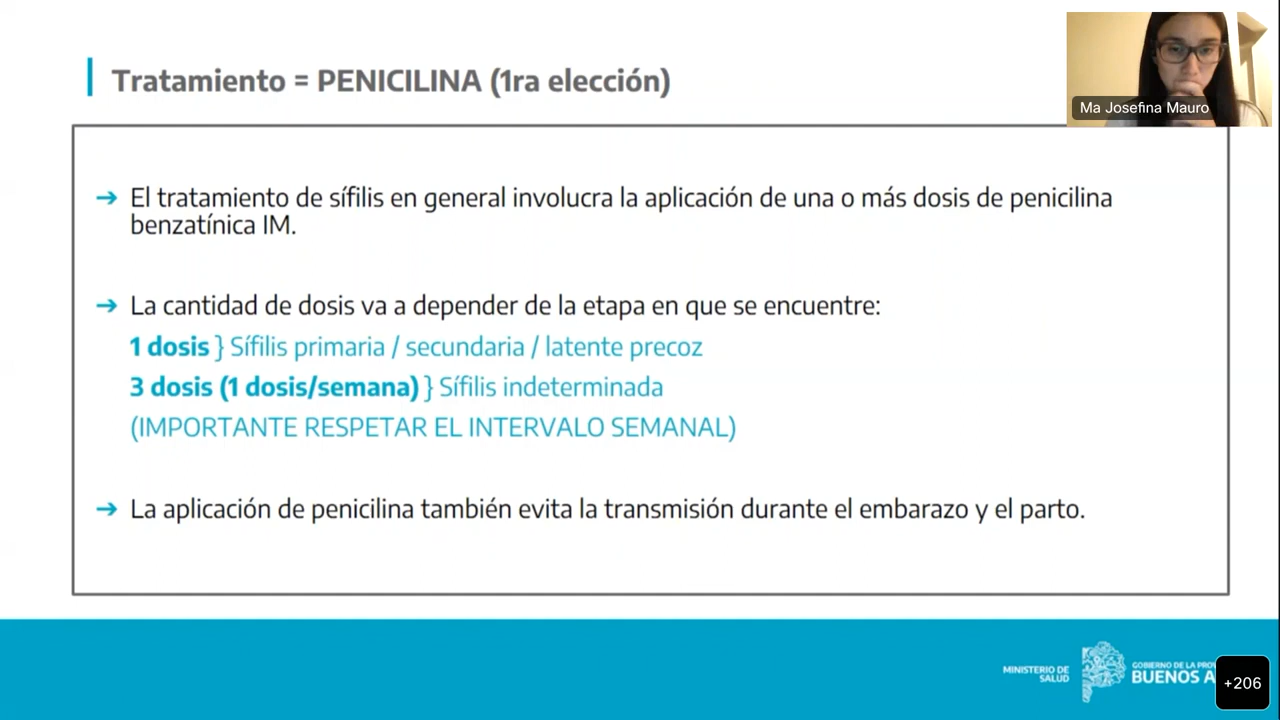 Tratamiento = PENICILINA (1ra elección)
Ma Josefina Mauro
➔ El tratamiento de sífilis en general involucra la aplicación de una o más dosis de penicilina
benzatínica IM.
➔ La cantidad de dosis va a depender de la etapa en que se encuentre:
1 dosis } Sífilis primaria / secundaria / latente precoz
3 dosis (1 dosis/semana) } Sífilis indeterminada
(IMPORTANTE RESPETAR EL INTERVALO SEMANAL)
➔ La aplicación de penicilina también evita la transmisión durante el embarazo y el parto.
MINISTERIO DE
SALUD
GOBIERNO DE LA
BUENOS
+206